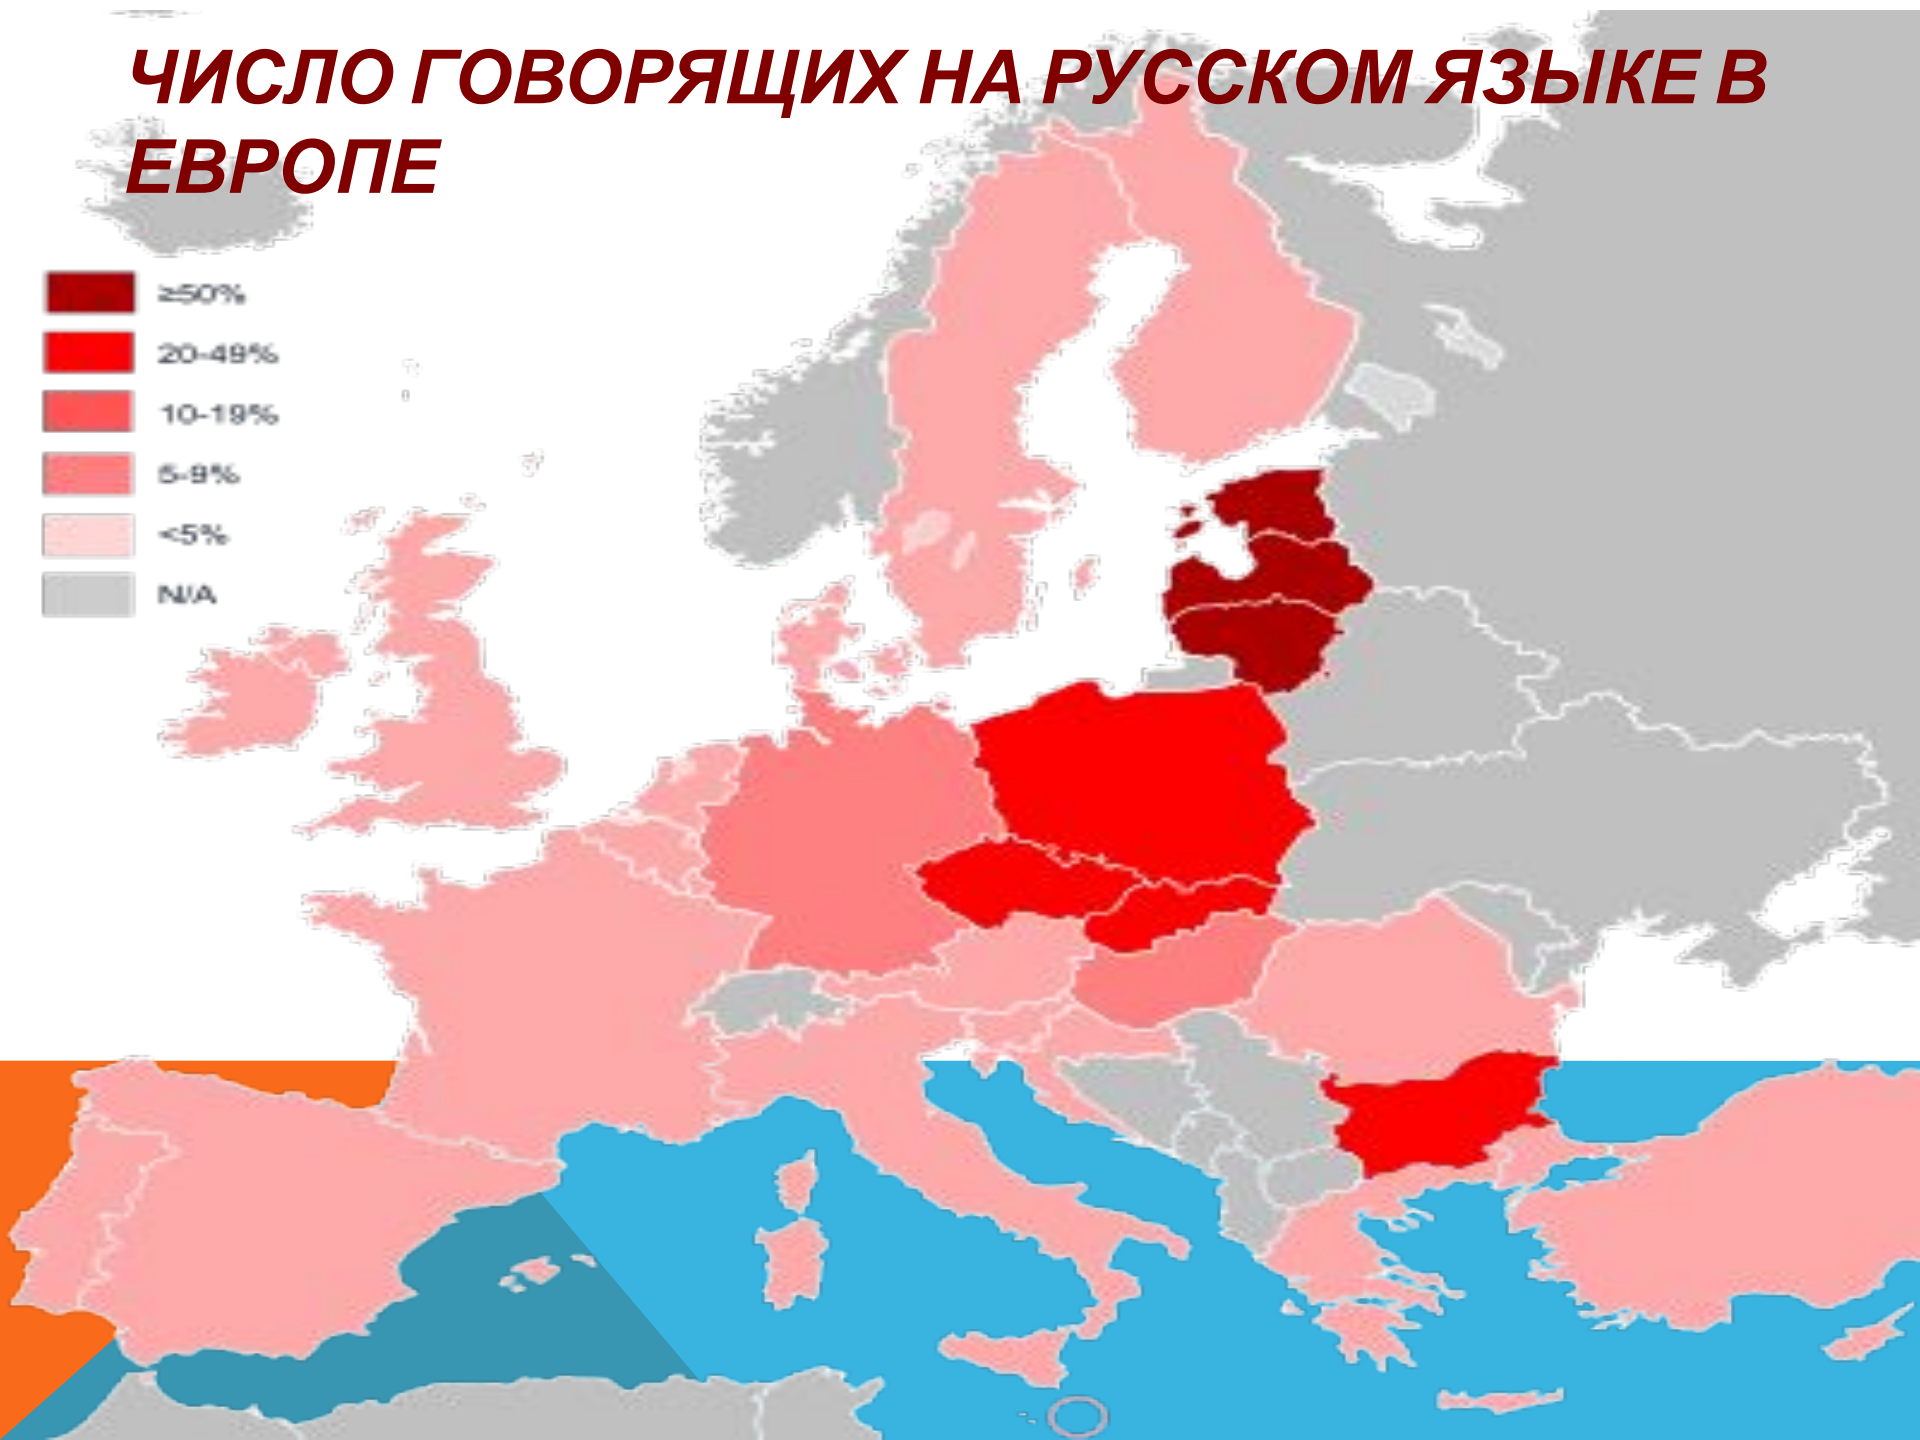 ЧИСЛО ГОВОРЯЩИХ НА РУССКОМ ЯЗЫКЕ В
ЕВРОПЕ
≥50%
20-49%
10-19%
5-9%
<5%
N/A